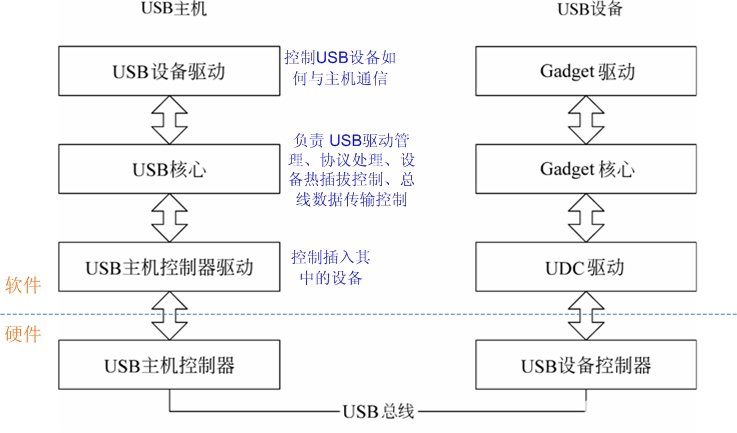 USB主机
USB设备
USB设备驱动
控制USB设备如
何与主机通信
Gadget 驱动
USB核心
负责 USB驱动管
理、协议处理、设
备热插拔控制、总
线数据传输控制
Gadget 核心
USB主机控制器驱动
控制插入其
中的设备
UDC 驱动
软件
硬件
USB主机控制器
USB设备控制器
USB总线